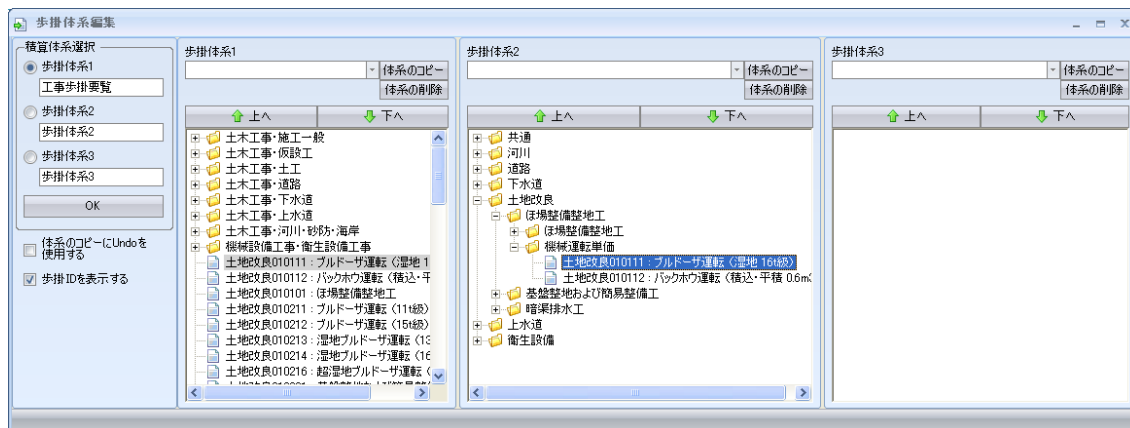 歩掛体系編集
積算体系選択
歩掛体系1
工事歩掛要覧
歩掛体系2
歩掛体系2
歩掛体系3
歩掛体系3
OK
体系のコピーにUndoを
使用する
歩掛IDを表示する
歩掛体系1
体系のコピー
体系の削除
上へ
下へ
土木工事・施工一般
土木工事・仮設工
土木工事・土工
土木工事・道路
土木工事・下水道
土木工事・上水道
土木工事・河川・砂防・海岸
機械設備工事・衛生設備工事
土地改良010111：ブルドーザ運転（湿地 1
土地改良010112：バックホウ運転（積込・平
土地改良010101：ほ場整備整地工
土地改良010211：ブルドーザ運転（11t級）
土地改良010212：ブルドーザ運転（15t級）
土地改良010213：湿地ブルドーザ運転（13
土地改良010214：湿地ブルドーザ運転（16
土地改良010216：超湿地ブルドーザ運転（
歩掛体系2
体系のコピー
体系の削除
上へ
下へ
共通
河川
道路
下水道
土地改良
ほ場整備整地工
ほ場整備整地工
機械運転単価
土地改良010111：ブルドーザ運転（湿地 16t級）
土地改良010112：バックホウ運転（積込・平積 0.6m3
基盤整地および簡易整備工
暗渠排水工
上水道
衛生設備
歩掛体系3
体系のコピー
体系の削除
上へ
下へ